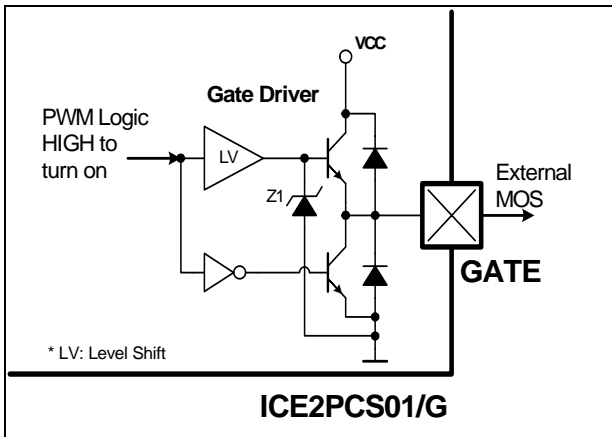 VCC
Gate Driver
PWM Logic
HIGH to
turn on
LV
Z1
External
MOS
GATE
* LV: Level Shift
ICE2PCS01/G